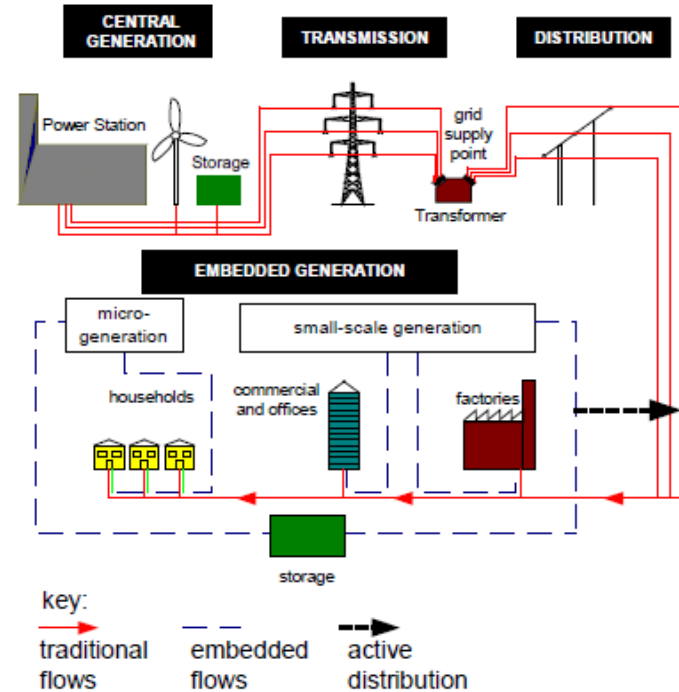 CENTRAL
GENERATION
TRANSMISSION
DISTRIBUTION
Power Station
Storage
grid
supply
point
Transformer
EMBEDDED GENERATION
micro-
generation
small-scale generation
households
commercial
and offices
factories
storage
key:
traditional
flows
embedded
flows
active
distribution